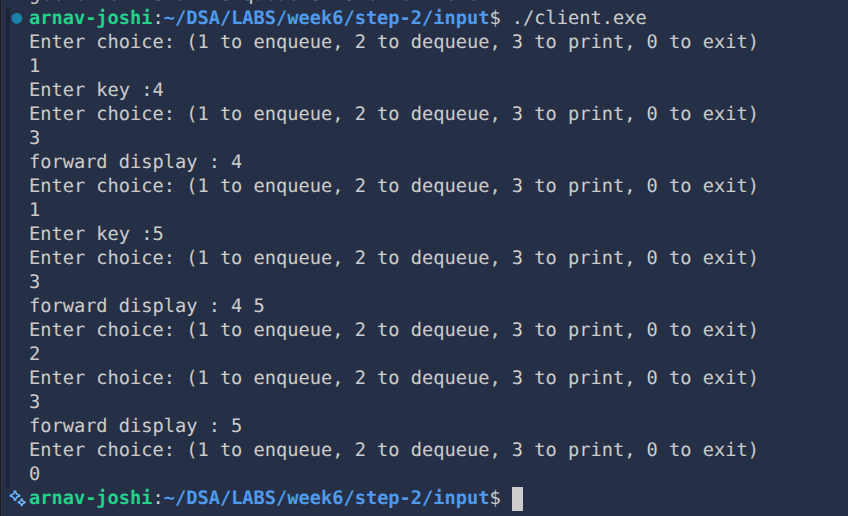 arnav-joshi:~/DSA/LABS/week6/step-2/input$ ./client.exe
Enter choice: (1 to enqueue, 2 to dequeue, 3 to print, 0 to exit)
1
Enter key :4
Enter choice: (1 to enqueue, 2 to dequeue, 3 to print, 0 to exit)
3
forward display : 4
Enter choice: (1 to enqueue, 2 to dequeue, 3 to print, 0 to exit)
1
Enter key :5
Enter choice: (1 to enqueue, 2 to dequeue, 3 to print, 0 to exit)
3
forward display : 4 5
Enter choice: (1 to enqueue, 2 to dequeue, 3 to print, 0 to exit)
2
Enter choice: (1 to enqueue, 2 to dequeue, 3 to print, 0 to exit)
3
forward display : 5
Enter choice: (1 to enqueue, 2 to dequeue, 3 to print, 0 to exit)
0
arnav-joshi:~/DSA/LABS/week6/step-2/input$